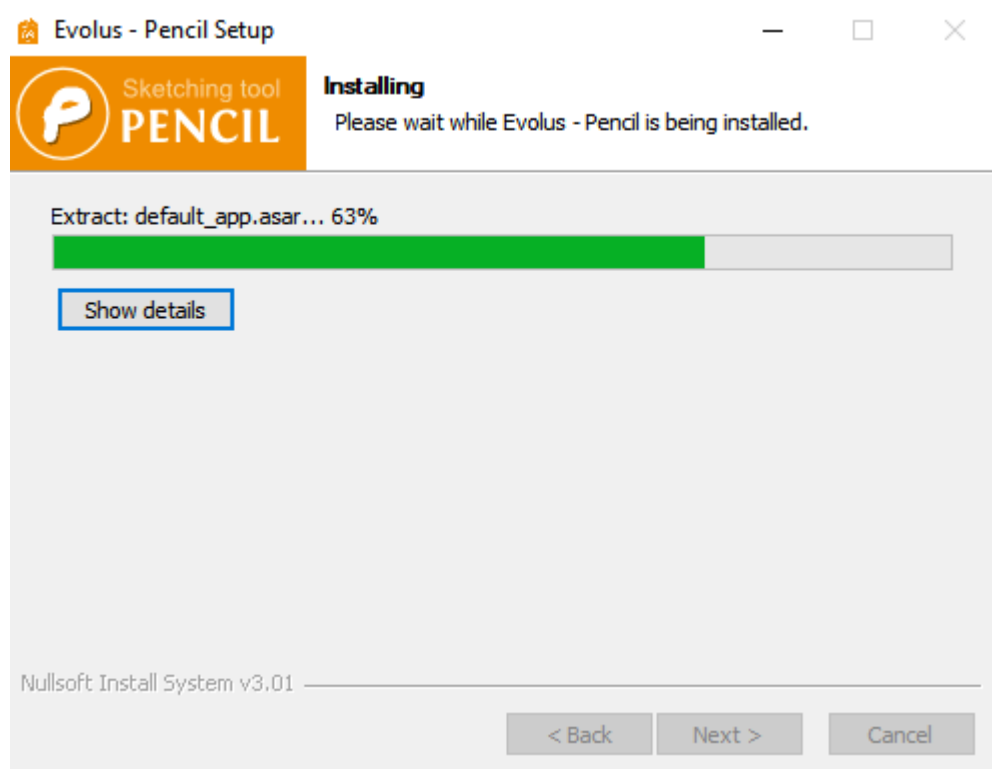 Evolus - Pencil Setup
Sketching tool
PENCIL
Installing
Please wait while Evolus - Pencil is being installed.
Extract: default_app.asar... 63%
Show details
Nullsoft Install System v3.01
< Back
Next >
Cancel